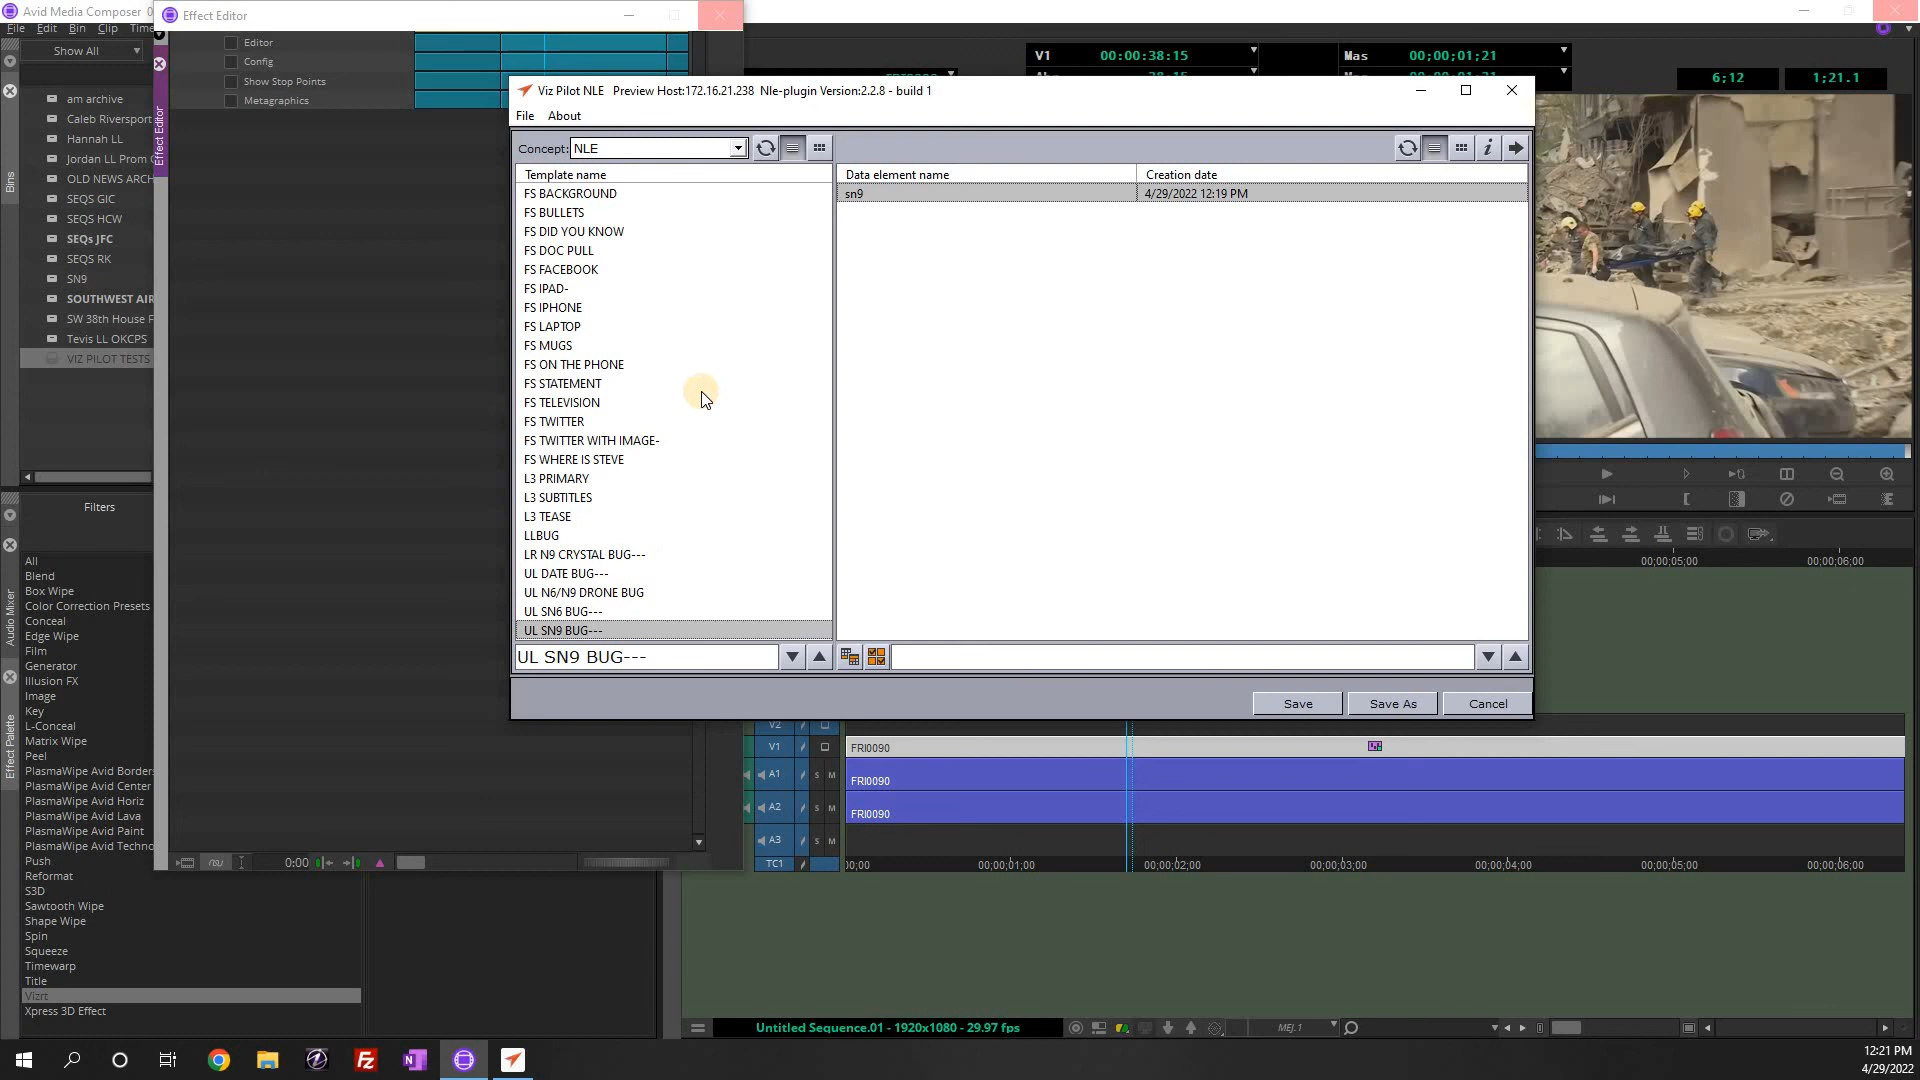 Avid Media Composer
File Edit Bin Clip Time
Show All
am archive
Caleb Riversport
Hannah LL
Jordan LL Prom
OLD NEWS ARCH
SEQS GIC
SEQS HCW
SEQs JFC
SEQS RK
SN9
SOUTHWEST AIR
SW 38th House F
Tevis LL OKCPS
VIZ PILOT TESTS
Bins
Filters
All
Blend
Box Wipe
Color Correction Presets
Conceal
Edge Wipe
Film
Generator
Illusion FX
Image
Key
L-Conceal
Matrix Wipe
Peel
PlasmaWipe Avid Borders
PlasmaWipe Avid Center
PlasmaWipe Avid Horiz
PlasmaWipe Avid Lava
PlasmaWipe Avid Paint
PlasmaWipe Avid Techno
Push
Reformat
S3D
Sawtooth Wipe
Shape Wipe
Spin
Squeeze
Timewarp
Title
Vizrt
Xpress 3D Effect
Audio Mixer
Effect Palette
Effect Editor
Effect Editor
Editor
Config
Show Stop Points
Metagraphics
0:00
V1 00:00:38:15
Mas 00;00;01;21
6;12
1;21.1
Viz Pilot NLE Preview Host:172.16.21.238 Nle-plugin Version:2.2.8 - build 1
File About
Concept: NLE
Template name
FS BACKGROUND
FS BULLETS
FS DID YOU KNOW
FS DOC PULL
FS FACEBOOK
FS IPAD-
FS IPHONE
FS LAPTOP
FS MUGS
FS ON THE PHONE
FS STATEMENT
FS TELEVISION
FS TWITTER
FS TWITTER WITH IMAGE-
FS WHERE IS STEVE
L3 PRIMARY
L3 SUBTITLES
L3 TEASE
LLBUG
LR N9 CRYSTAL BUG---
UL DATE BUG---
UL N6/N9 DRONE BUG
UL SN6 BUG---
UL SN9 BUG---
UL SN9 BUG---
Data element name Creation date
sn9 4/29/2022 12:19 PM
Save Save As Cancel
00;00;05;00 00;00;06;00
V2
V1 FRI0090
A1 S M FRI0090
A2 S M FRI0090
A3 S M
TC1 00;00;01;00 00;00;02;00 00;00;03;00 00;00;04;00 00;00;05;00 00;00;06;00
Untitled Sequence.01 - 1920x1080 - 29.97 fps
MEJ.1
12:21 PM
4/29/2022